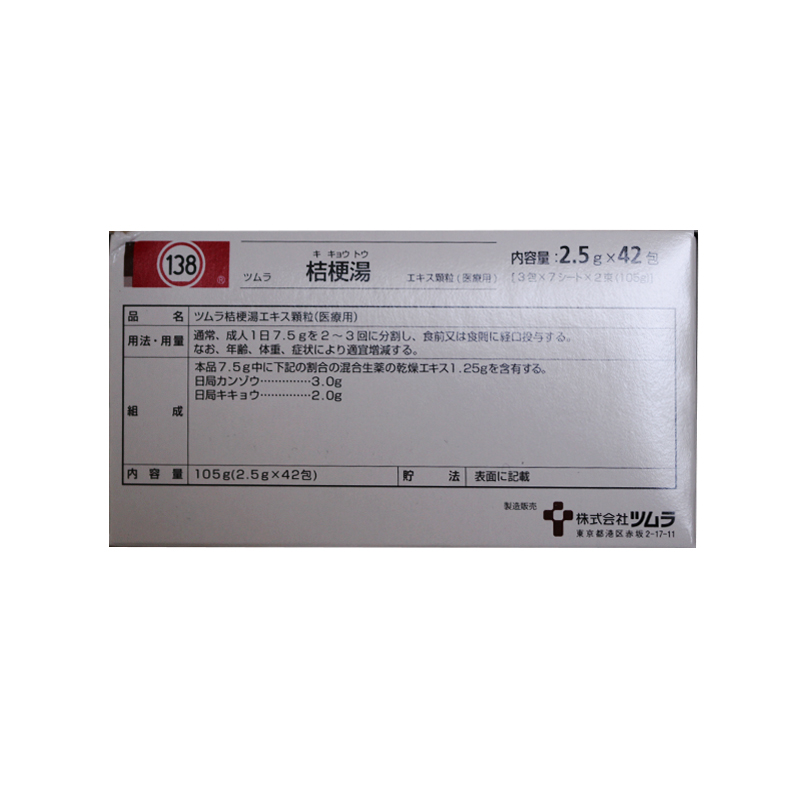 138
®
ツムラ
キ キョウ トウ
桔梗湯
エキス顆粒(医療用)
内容量:2.5g×42包
【3包×7シート×2束(105g)】
品名 ツムラ桔梗湯エキス顆粒(医療用)
用法・用量 通常、成人1日7.5gを2～3回に分割し、食前又は食間に経口投与する。
なお、年齢、体重、症状により適宜増減する。
組成 本品7.5g中に下記の割合の混合生薬の乾燥エキス1.25gを含有する。
日局カンゾウ……………3.0g
日局キキョウ……………2.0g
内容量 105g(2.5g×42包) 貯法 表面に記載
製造販売
株式会社ツムラ
東京都港区赤坂2-17-11